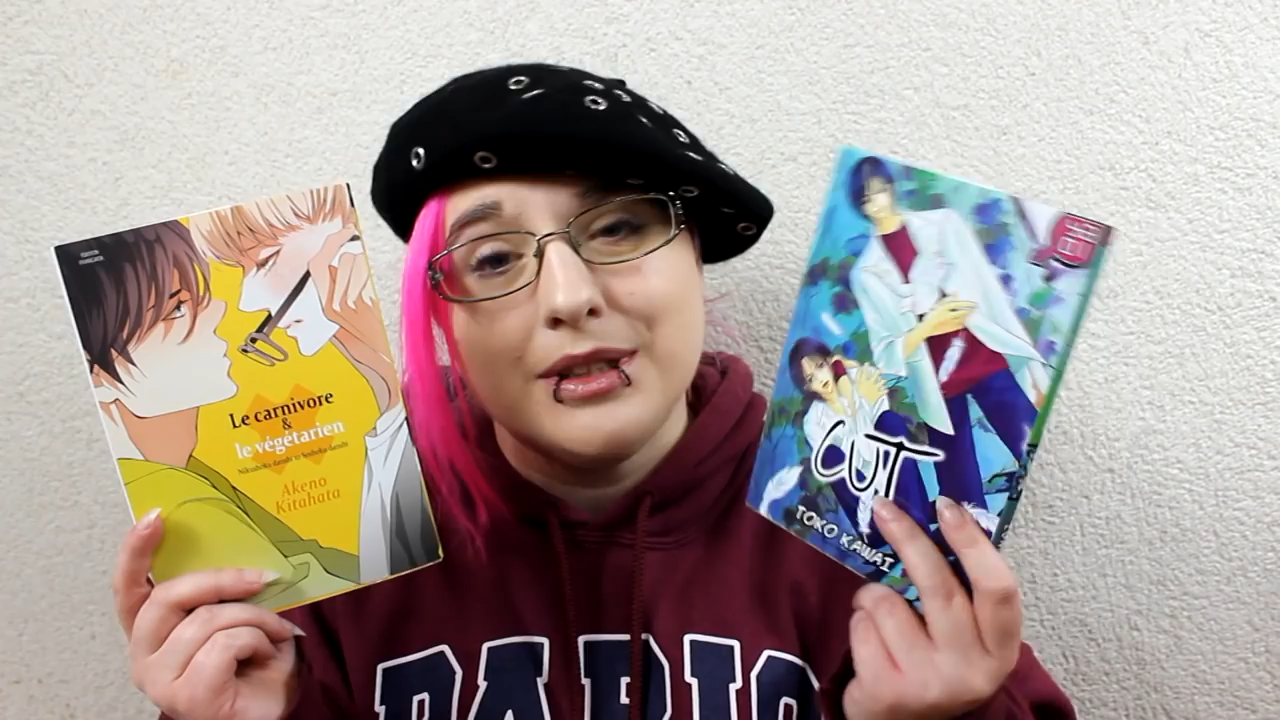 Le carnivore
&
le végétarien
Nikushoku danshi to Soshoku danshi
Akeno
Kitahata
CUT
TOKO KAWAI
PARIS